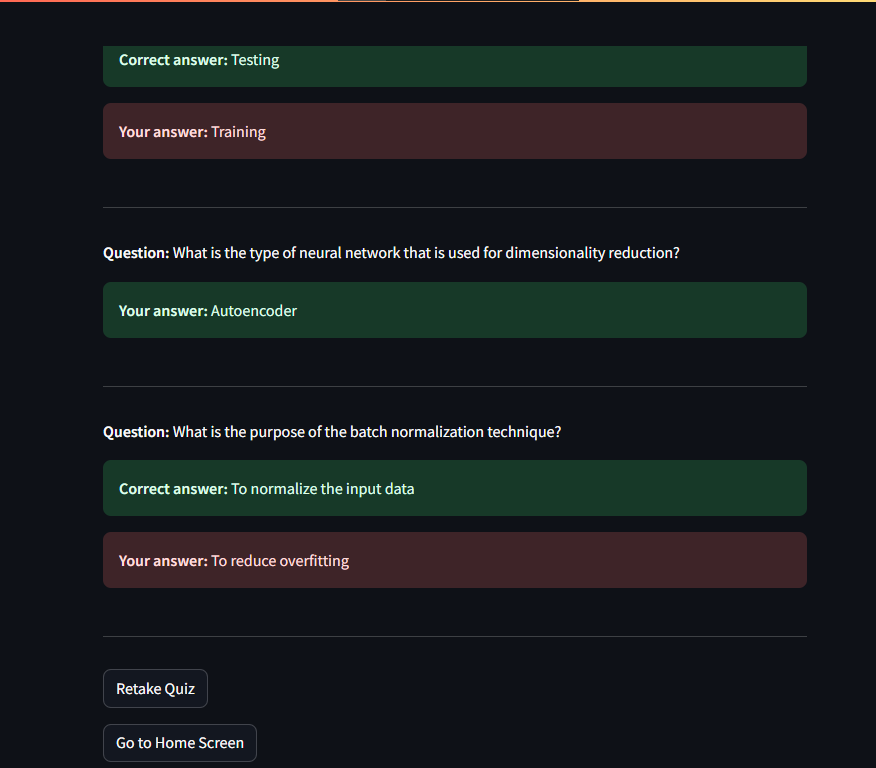 Correct answer: Testing
Your answer: Training
Question: What is the type of neural network that is used for dimensionality reduction?
Your answer: Autoencoder
Question: What is the purpose of the batch normalization technique?
Correct answer: To normalize the input data
Your answer: To reduce overfitting
Retake Quiz
Go to Home Screen